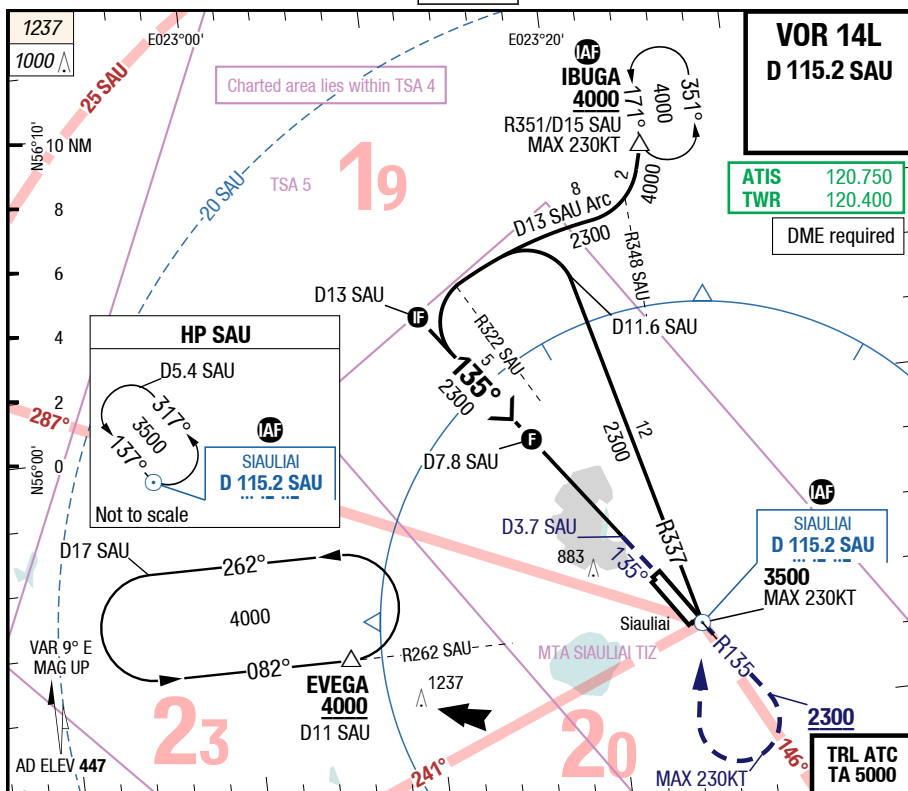 1237
1000
E023°00'
E023°20'
VOR 14L
D 115.2 SAU
25 SAU
Charted area lies within TSA 4
IAF
IBUGA
4000
R351/D15 SAU
MAX 230KT
171°
4000
351°
N56°10'
10 NM
20 SAU
TSA 5
19
2
4000
ATIS 120.750
TWR 120.400
DME required
8
D13 SAU Arc
2300
R348 SAU
8
6
4
2
0
N56°00'
D13 SAU
IF
D11.6 SAU
R322 SAU
5
135°
2300
12
2300
HP SAU
D5.4 SAU
317°
3500
137°
IAF
SIAULIAI
D 115.2 SAU
Not to scale
287°
F
D7.8 SAU
D3.7 SAU
135°
R337
883
IAF
SIAULIAI
D 115.2 SAU
3500
MAX 230KT
Siauliai
D17 SAU
262°
4000
082°
EVEGA
4000
D11 SAU
R262 SAU
1237
MTA SIAULIAI TIZ
R135
VAR 9° E
MAG UP
23
20
2300
146°
MAX 230KT
241°
AD ELEV 447
TRL ATC
TA 5000